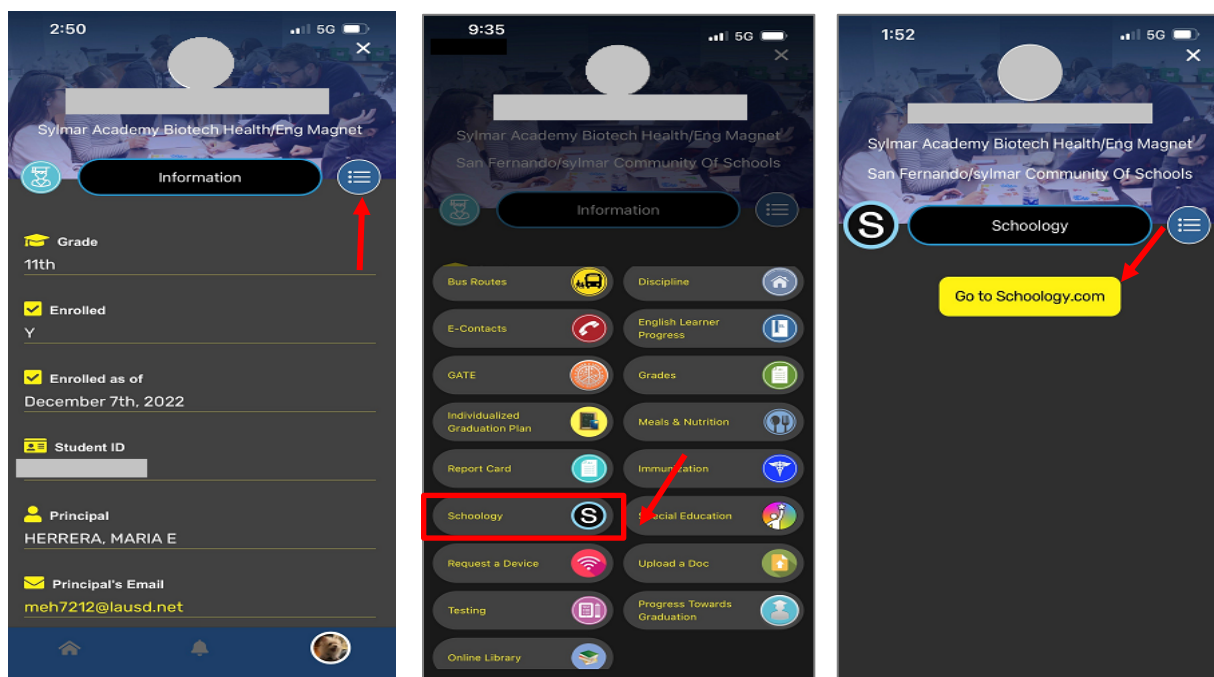 2:50
5G
Sylmar Academy Biotech Health/Eng Magnet
Information
Grade
11th
Enrolled
Y
Enrolled as of
December 7th, 2022
Student ID
Principal
HERRERA, MARIA E
Principal's Email
meh7212@lausd.net
9:35
5G
Sylmar Academy Biotech Health/Eng Magnet
San Fernando/sylmar Community Of Schools
Information
Bus Routes
Discipline
E-Contacts
English Learner
Progress
GATE
Grades
Individualized
Graduation Plan
Meals & Nutrition
Report Card
Immunization
Schoology
S
Special Education
Request a Device
Upload a Doc
Testing
Progress Towards
Graduation
Online Library
1:52
5G
Sylmar Academy Biotech Health/Eng Magnet
San Fernando/sylmar Community Of Schools
S
Schoology
Go to Schoology.com